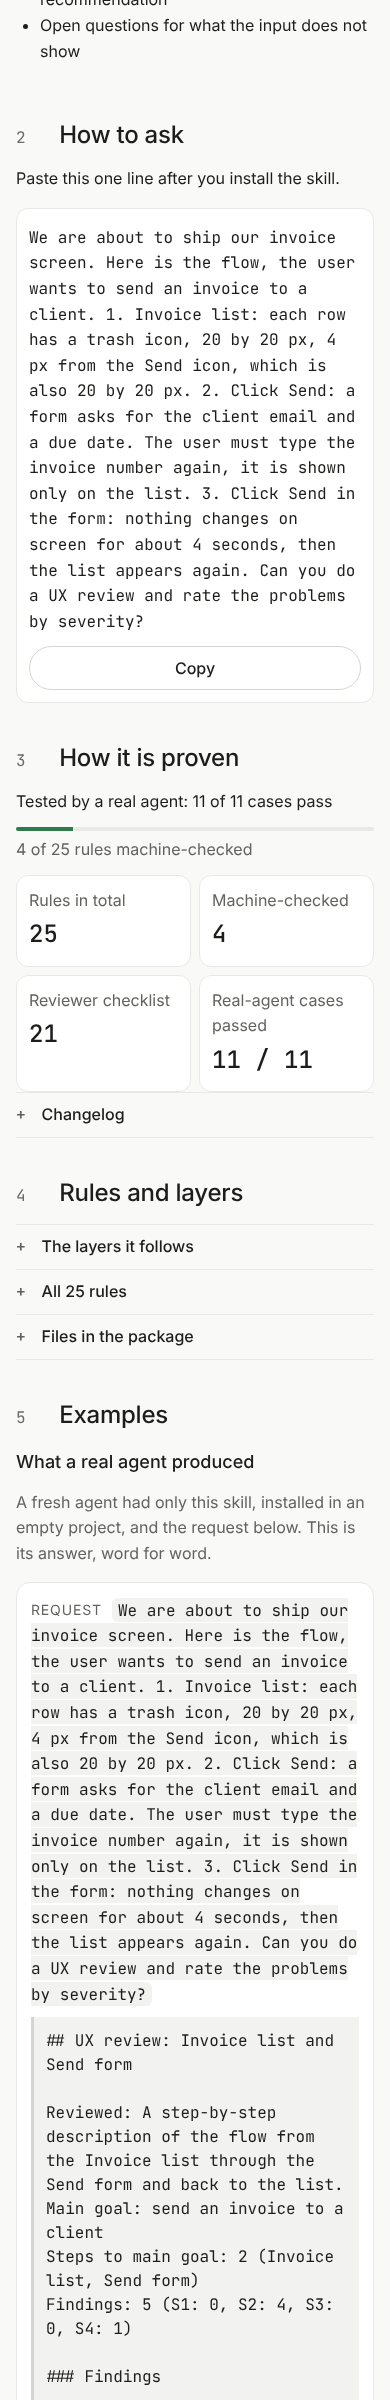 recommendation
• Open questions for what the input does not
show
2 How to ask
Paste this one line after you install the skill.
We are about to ship our invoice
screen. Here is the flow, the user
wants to send an invoice to a
client. 1. Invoice list: each row
has a trash icon, 20 by 20 px, 4
px from the Send icon, which is
also 20 by 20 px. 2. Click Send: a
form asks for the client email and
a due date. The user must type the
invoice number again, it is shown
only on the list. 3. Click Send in
the form: nothing changes on
screen for about 4 seconds, then
the list appears again. Can you do
a UX review and rate the problems
by severity?
Copy
3 How it is proven
Tested by a real agent: 11 of 11 cases pass
4 of 25 rules machine-checked
Rules in total
25
Machine-checked
4
Reviewer checklist
21
Real-agent cases
passed
11 / 11
+ Changelog
4 Rules and layers
+ The layers it follows
+ All 25 rules
+ Files in the package
5 Examples
What a real agent produced
A fresh agent had only this skill, installed in an
empty project, and the request below. This is
its answer, word for word.
REQUEST We are about to ship our
invoice screen. Here is the flow,
the user wants to send an invoice
to a client. 1. Invoice list: each
row has a trash icon, 20 by 20 px,
4 px from the Send icon, which is
also 20 by 20 px. 2. Click Send: a
form asks for the client email and
a due date. The user must type the
invoice number again, it is shown
only on the list. 3. Click Send in
the form: nothing changes on
screen for about 4 seconds, then
the list appears again. Can you do
a UX review and rate the problems
by severity?
## UX review: Invoice list and
Send form
Reviewed: A step-by-step
description of the flow from
the Invoice list through the
Send form and back to the list.
Main goal: send an invoice to a
client
Steps to main goal: 2 (Invoice
list, Send form)
Findings: 5 (S1: 0, S2: 4, S3:
0, S4: 1)
### Findings